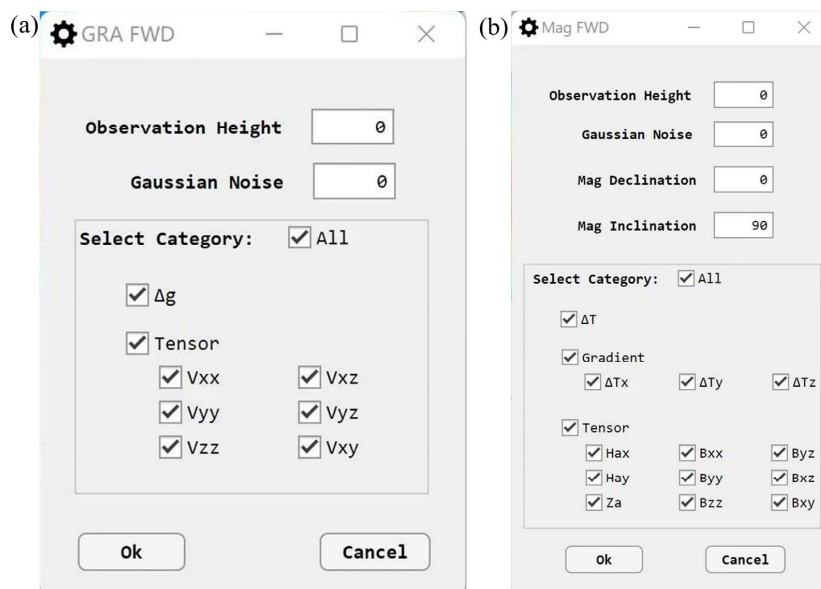 (a)
GRA FWD
Observation Height 0
Gaussian Noise 0
Select Category: All
Δg
Tensor
Vxx Vxz
Vyy Vyz
Vzz Vxy
Ok Cancel
(b)
Mag FWD
Observation Height 0
Gaussian Noise 0
Mag Declination 0
Mag Inclination 90
Select Category: All
ΔT
Gradient
ΔTx ΔTy ΔTz
Tensor
Hax Bxx Byz
Hay Byy Bxz
Za Bzz Bxy
Ok Cancel